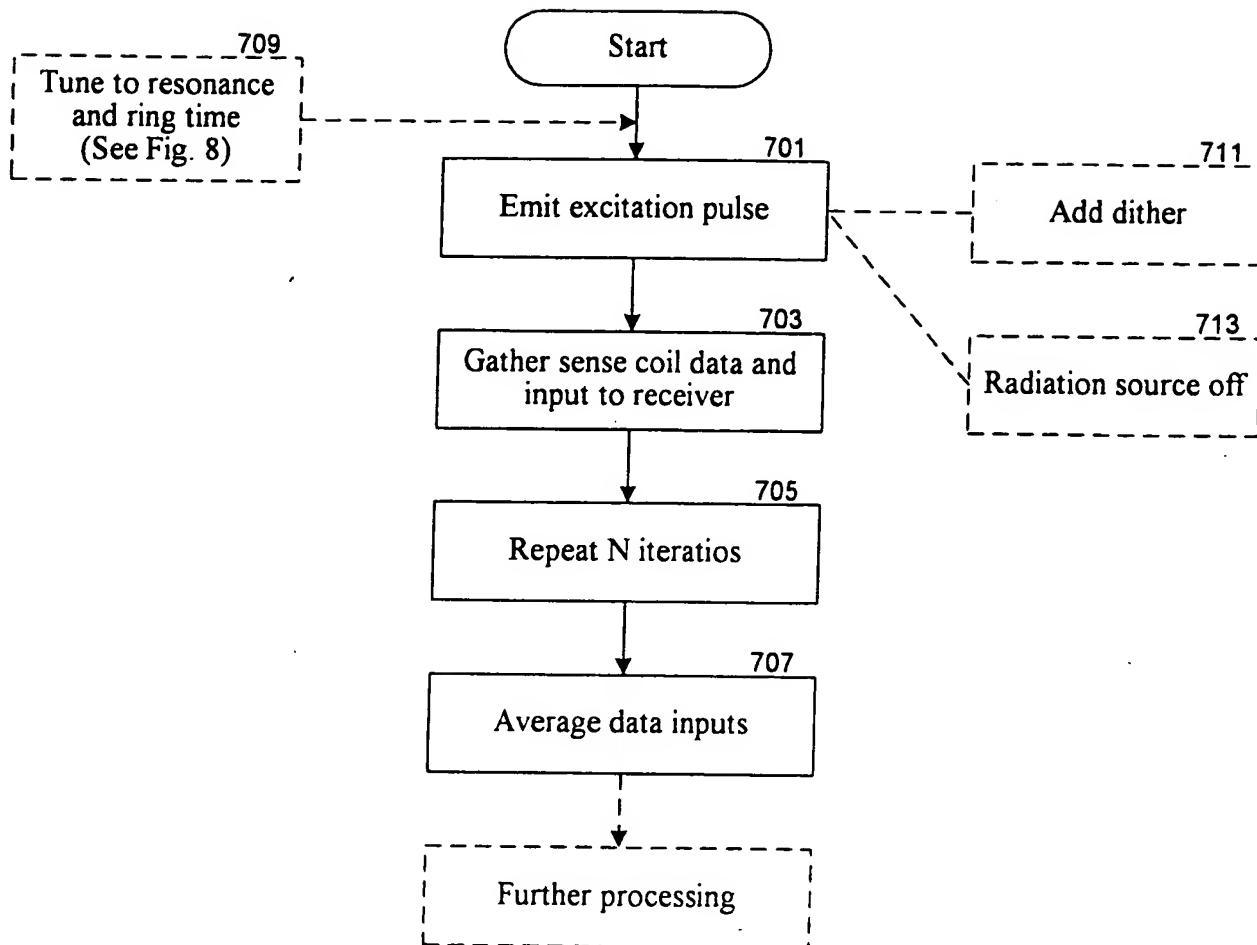 Start
709
Tune to resonance
and ring time
(See Fig. 8)
701
Emit excitation pulse
711
Add dither
703
Gather sense coil data and
input to receiver
713
Radiation source off
705
Repeat N iteratios
707
Average data inputs
Further processing